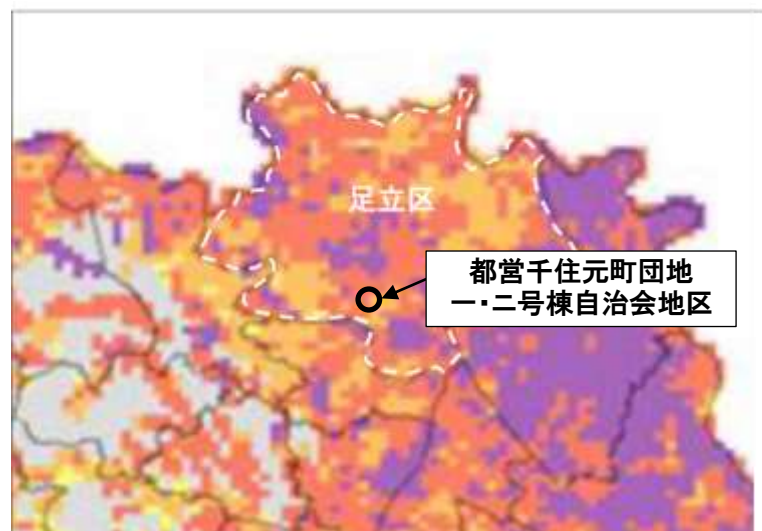 足立区
都営千住元町団地
一・二号棟自治会地区